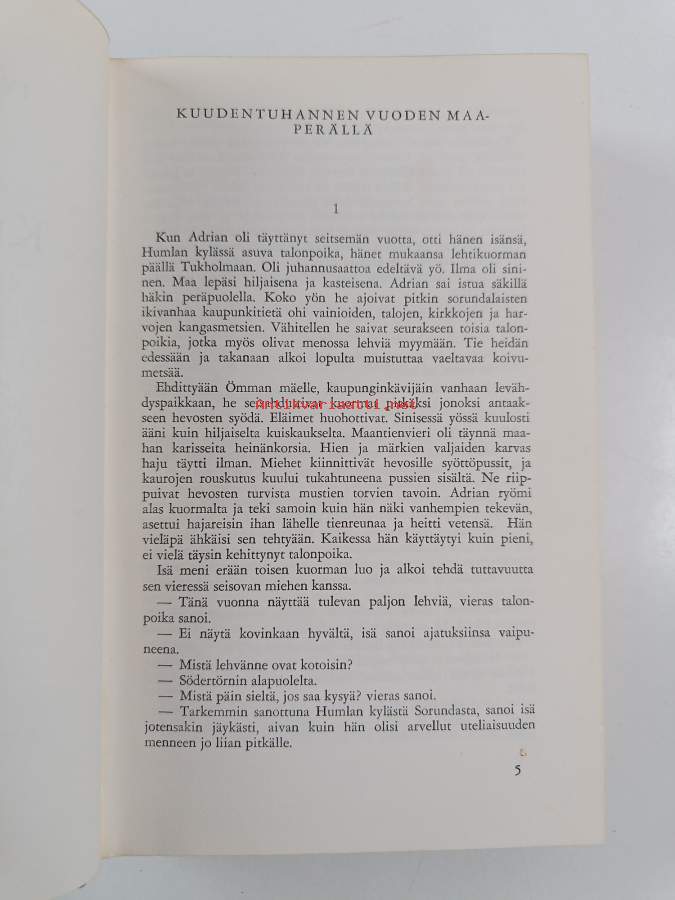 KUUDENTUHANNEN VUODEN MAA-
PERÄLLÄ
1
Kun Adrian oli täyttänyt seitsemän vuotta, otti hänen isänsä,
Humlan kylässä asuva talonpoika, hänet mukaansa lehtikuorman
päällä Tukholmaan. Oli juhannusaattoa edeltävä yö. Ilma oli sini-
nen. Maa lepäsi hiljaisena ja kasteisena. Adrian sai istua säkillä
häkin peräpuolella. Koko yön he ajoivat pitkin sorundalaisten
ikivanhaa kaupunkitietä ohi vainioiden, talojen, kirkkojen ja har-
vojen kangasmetsien. Vähitellen he saivat seurakseen toisia talon-
poikia, jotka myös olivat menossa lehviä myymään. Tie heidän
edessään ja takanaan alkoi lopulta muistuttaa vaeltavaa koivu-
metsää.
Ehdittyään Ömman mäelle, kaupunginkävijäin vanhaan leväh-
dyspaikkaan, he seisahduttivat kuormat pitkäksi jonoksi antaak-
seen hevosten syödä. Eläimet huohottivat. Sinisessä yössä kuulosti
ääni kuin hiljaiselta kuiskaukselta. Maantienvieri oli täynnä maa-
han karisseita heinänkorsia. Hien ja märkien valjaiden karvas
haju täytti ilman. Miehet kiinnittivät hevosille syöttöpussit, ja
kaurojen rouskutus kuului tukahtuneena pussien sisältä. Ne riip-
puivat hevosten turvista mustien torvien tavoin. Adrian ryömi
alas kuormalta ja teki samoin kuin hän näki vanhempien tekevän,
asettui hajareisin ihan lähelle tienreunaa ja heitti vetensä. Hän
vieläpä ähkäisi sen tehtyään. Kaikessa hän käyttäytyi kuin pieni,
ei vielä täysin kehittynyt talonpoika.
Isä meni erään toisen kuorman luo ja alkoi tehdä tuttavuutta
sen vieressä seisovan miehen kanssa.
— Tänä vuonna näyttää tulevan paljon lehviä, vieras talon-
poika sanoi.
— Ei näytä kovinkaan hyvältä, isä sanoi ajatuksiinsa vaipu-
neena.
— Mistä lehvänne ovat kotoisin?
— Södertörnin alapuolelta.
— Mistä päin sieltä, jos saa kysyä? vieras sanoi.
— Tarkemmin sanottuna Humlan kylästä Sorundasta, sanoi isä
jotensakin jäykästi, aivan kuin hän olisi arvellut uteliaisuuden
menneen jo liian pitkälle.
5